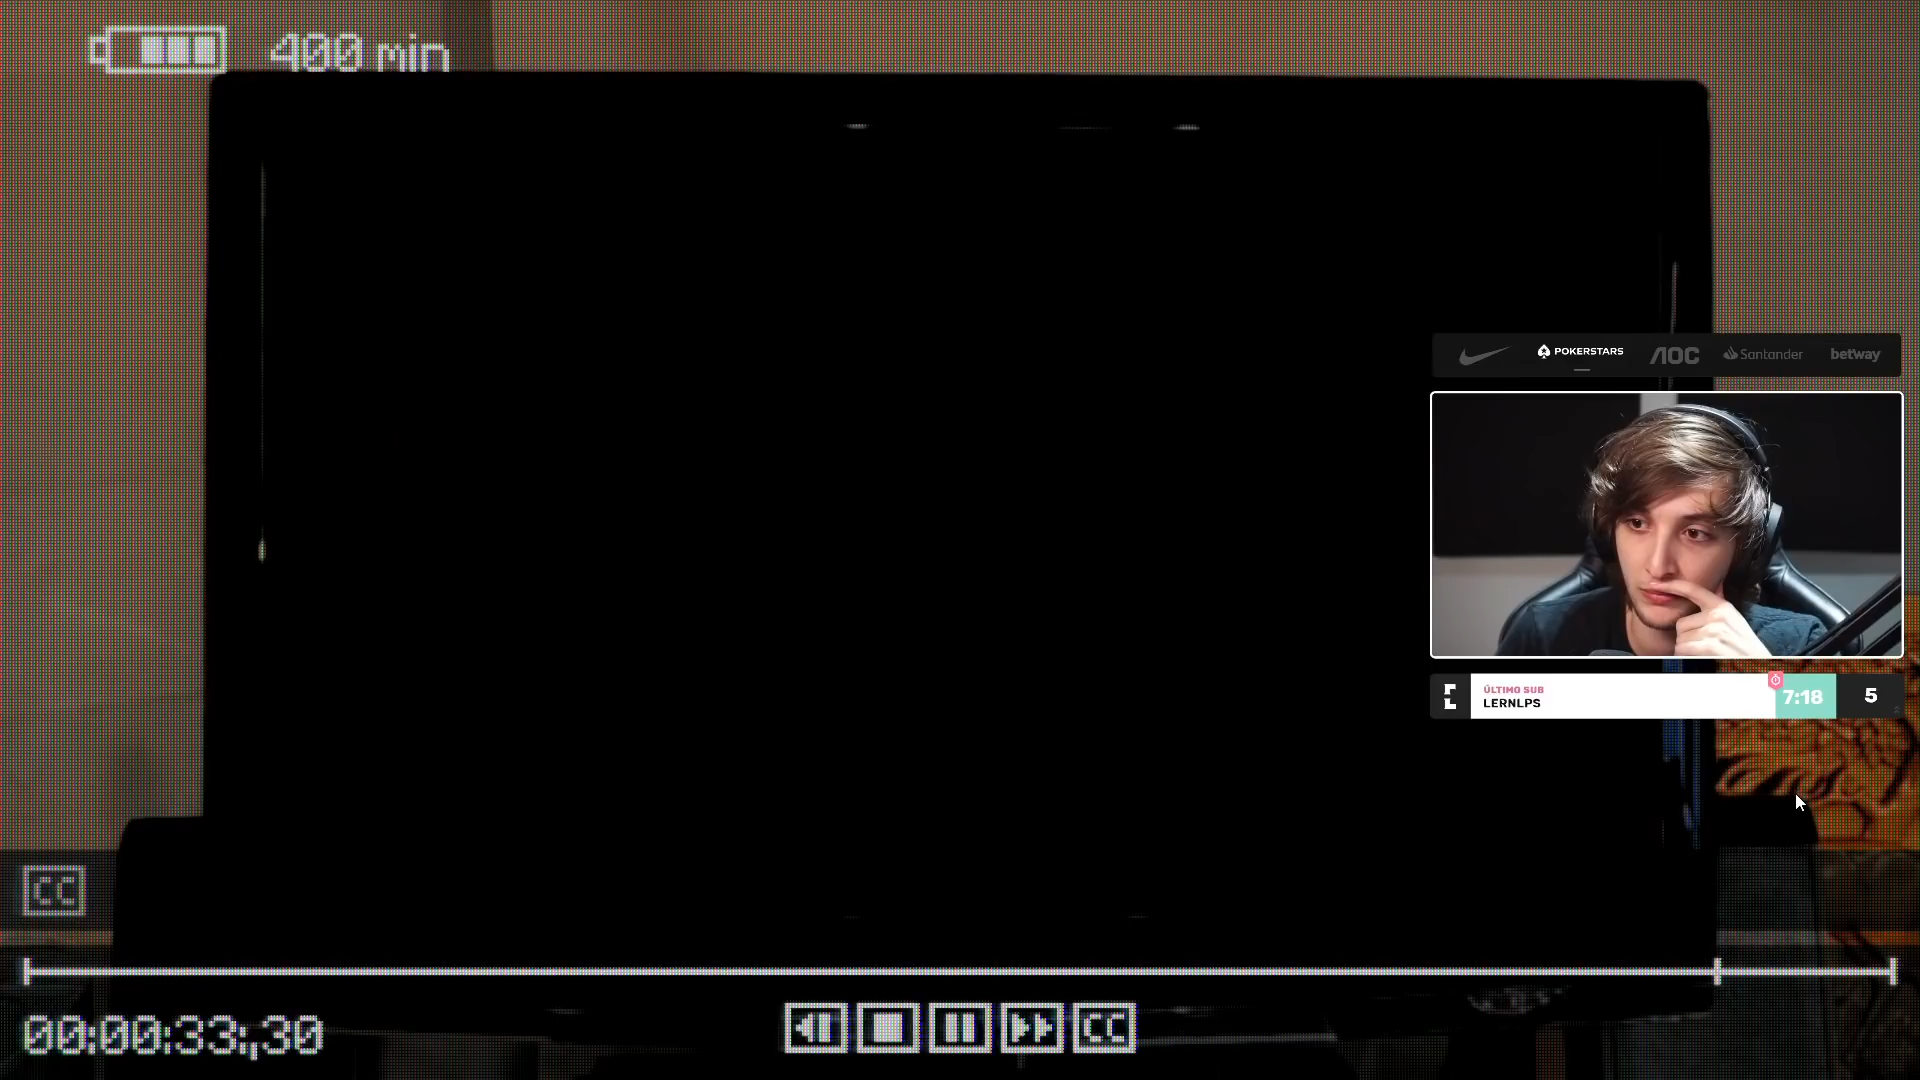 400 min
POKERSTARS
AOC
Santander
betway
ÚLTIMO SUB
LERNLPS
7:18
5
CC
00:00:33;30
CC